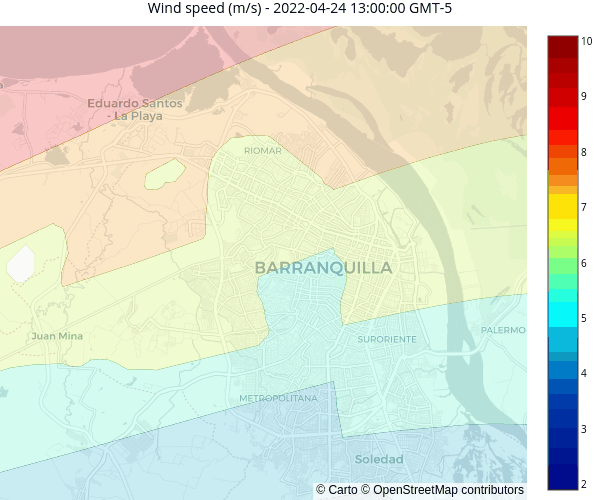 Wind speed (m/s) - 2022-04-24 13:00:00 GMT-5
Eduardo Santos
- La Playa
RIOMAR
BARRANQUILLA
Juan Mina
SURORIENTE
PALERMO
METROPOLITANA
Soledad
© Carto © OpenStreetMap contributors
10
9
8
7
6
5
4
3
2